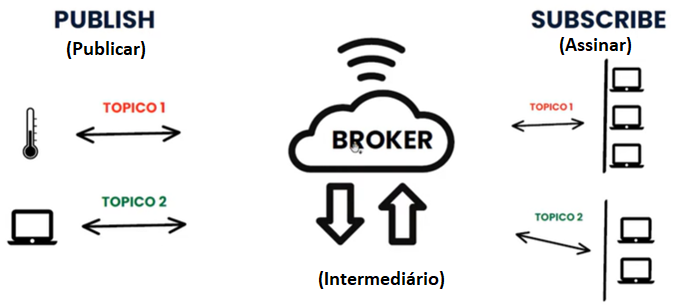 PUBLISH
(Publicar)
SUBSCRIBE
(Assinar)
TOPICO 1
TOPICO 1
BROKER
TOPICO 2
TOPICO 2
(Intermediário)